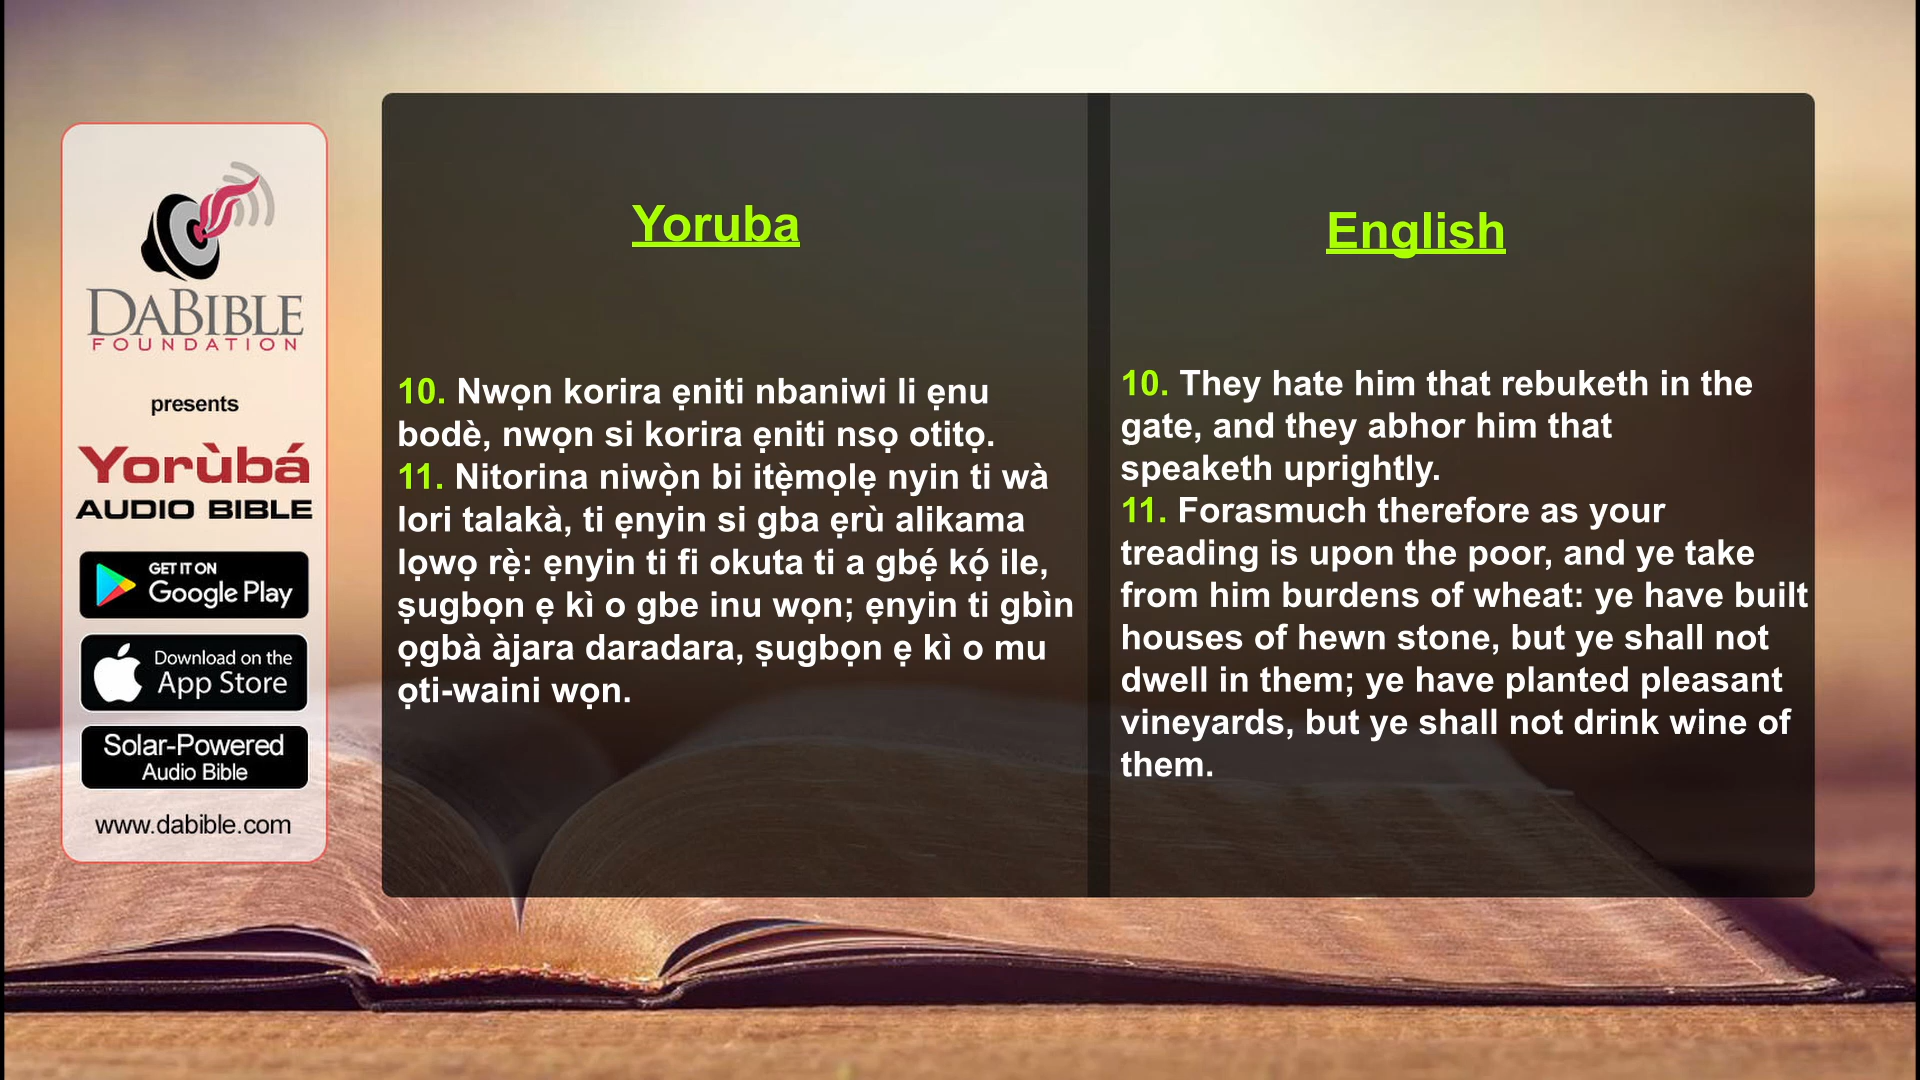 DABIBLE
FOUNDATION
presents
Yorùbá
AUDIO BIBLE
GET IT ON
Google Play
Download on the
App Store
Solar-Powered
Audio Bible
www.dabible.com
Yoruba
10. Nwọn korira ẹniti nbaniwi li ẹnu
bodè, nwọn si korira ẹniti nsọ otitọ.
11. Nitorina niwọ̀n bi itẹ̀mọlẹ nyin ti wà
lori talakà, ti ẹnyin si gba ẹrù alikama
lọwọ rẹ̀: ẹnyin ti fi okuta ti a gbẹ́ kọ́ ile,
ṣugbọn ẹ kì o gbe inu wọn; ẹnyin ti gbìn
ọgbà àjara daradara, ṣugbọn ẹ kì o mu
ọti-waini wọn.
English
10. They hate him that rebuketh in the
gate, and they abhor him that
speaketh uprightly.
11. Forasmuch therefore as your
treading is upon the poor, and ye take
from him burdens of wheat: ye have built
houses of hewn stone, but ye shall not
dwell in them; ye have planted pleasant
vineyards, but ye shall not drink wine of
them.